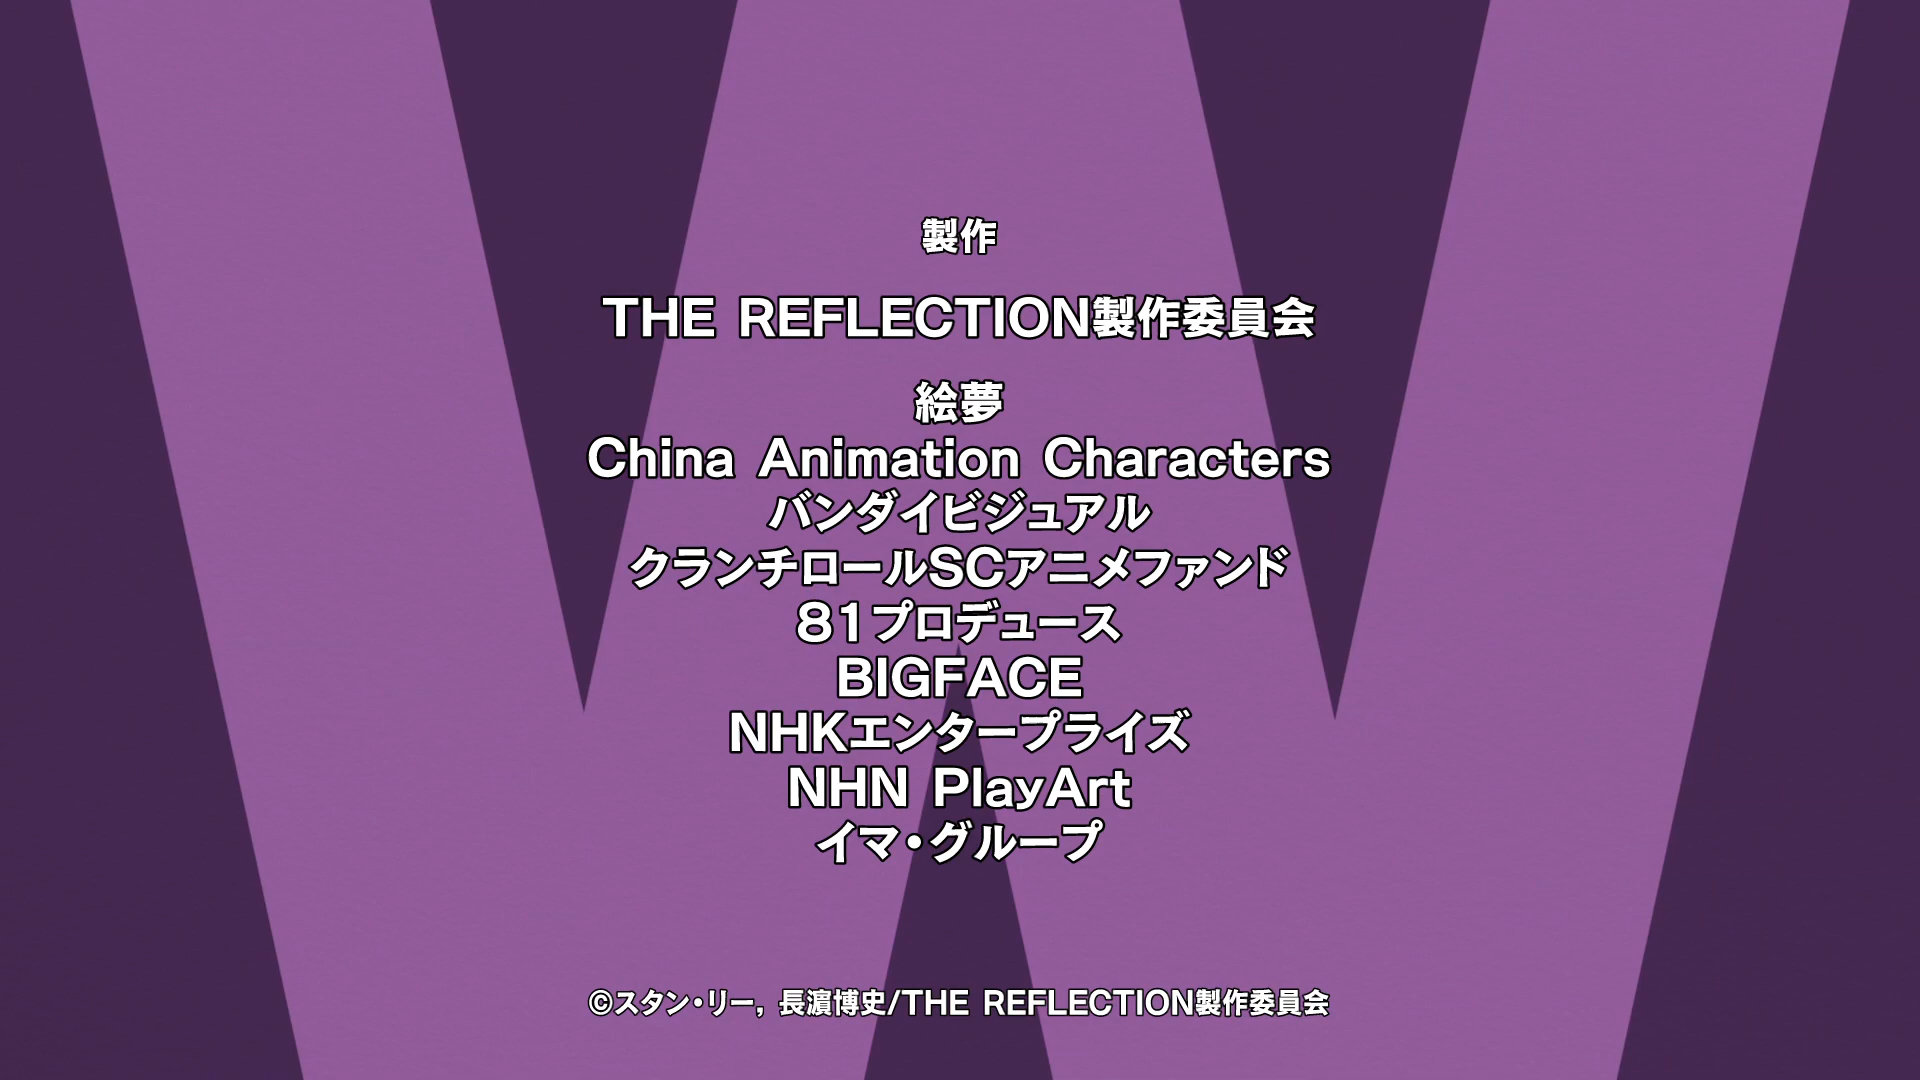 製作
THE REFLECTION製作委員会
絵夢
China Animation Characters
バンダイビジュアル
クランチロールSCアニメファンド
81プロデュース
BIGFACE
NHKエンタープライズ
NHN PlayArt
イマ・グループ
©スタン・リー, 長濵博史/THE REFLECTION製作委員会